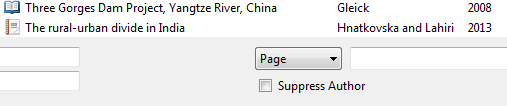 Three Gorges Dam Project, Yangtze River, China Gleick 2008
The rural-urban divide in India Hnatkovska and Lahiri 2013
Page
Suppress Author